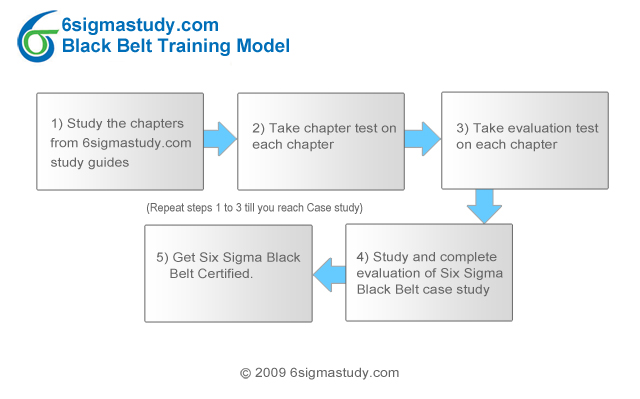 6sigmastudy.com
Black Belt Training Model
1) Study the chapters
from 6sigmastudy.com
study guides
2) Take chapter test on
each chapter
3) Take evaluation test
on each chapter
(Repeat steps 1 to 3 till you reach Case study)
4) Study and complete
evaluation of Six Sigma
Black Belt case study
5) Get Six Sigma Black
Belt Certified.
© 2009 6sigmastudy.com